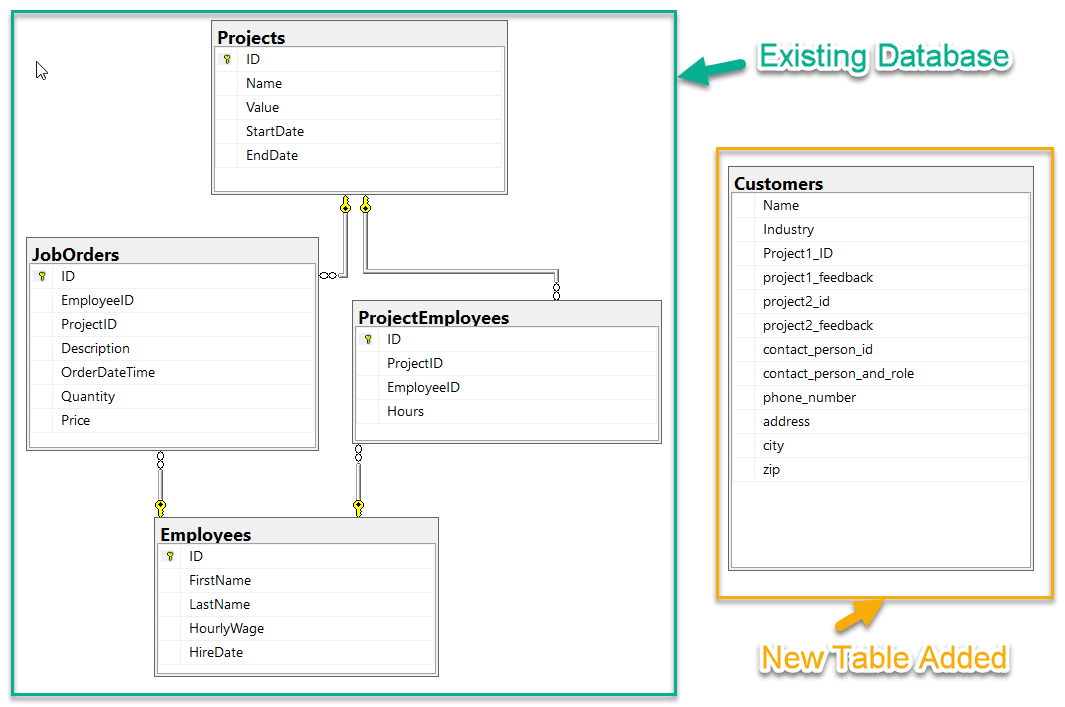 Projects
ID
Name
Value
StartDate
EndDate
Existing Database
JobOrders
ID
EmployeeID
ProjectID
Description
OrderDateTime
Quantity
Price
ProjectEmployees
ID
ProjectID
EmployeeID
Hours
Employees
ID
FirstName
LastName
HourlyWage
HireDate
Customers
Name
Industry
Project1_ID
project1_feedback
project2_id
project2_feedback
contact_person_id
contact_person_and_role
phone_number
address
city
zip
New Table Added